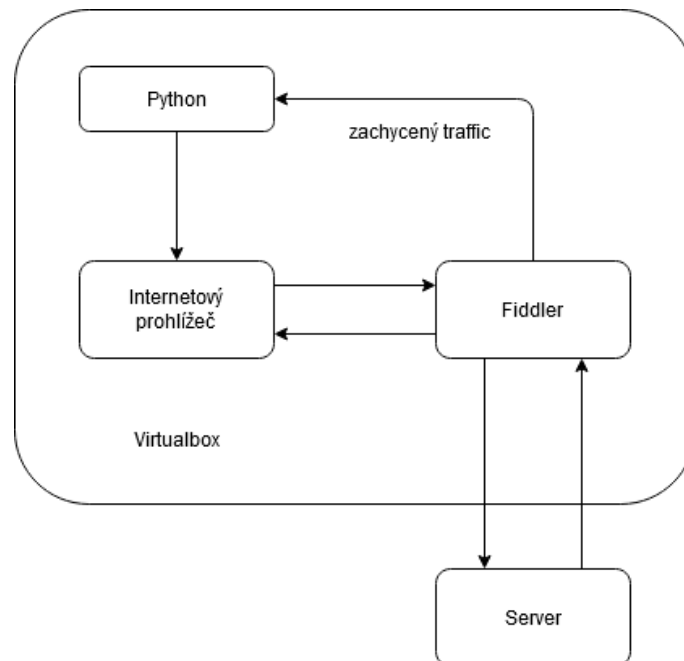 Python
zachycený traffic
Internetový
prohlížeč
Fiddler
Virtualbox
Server